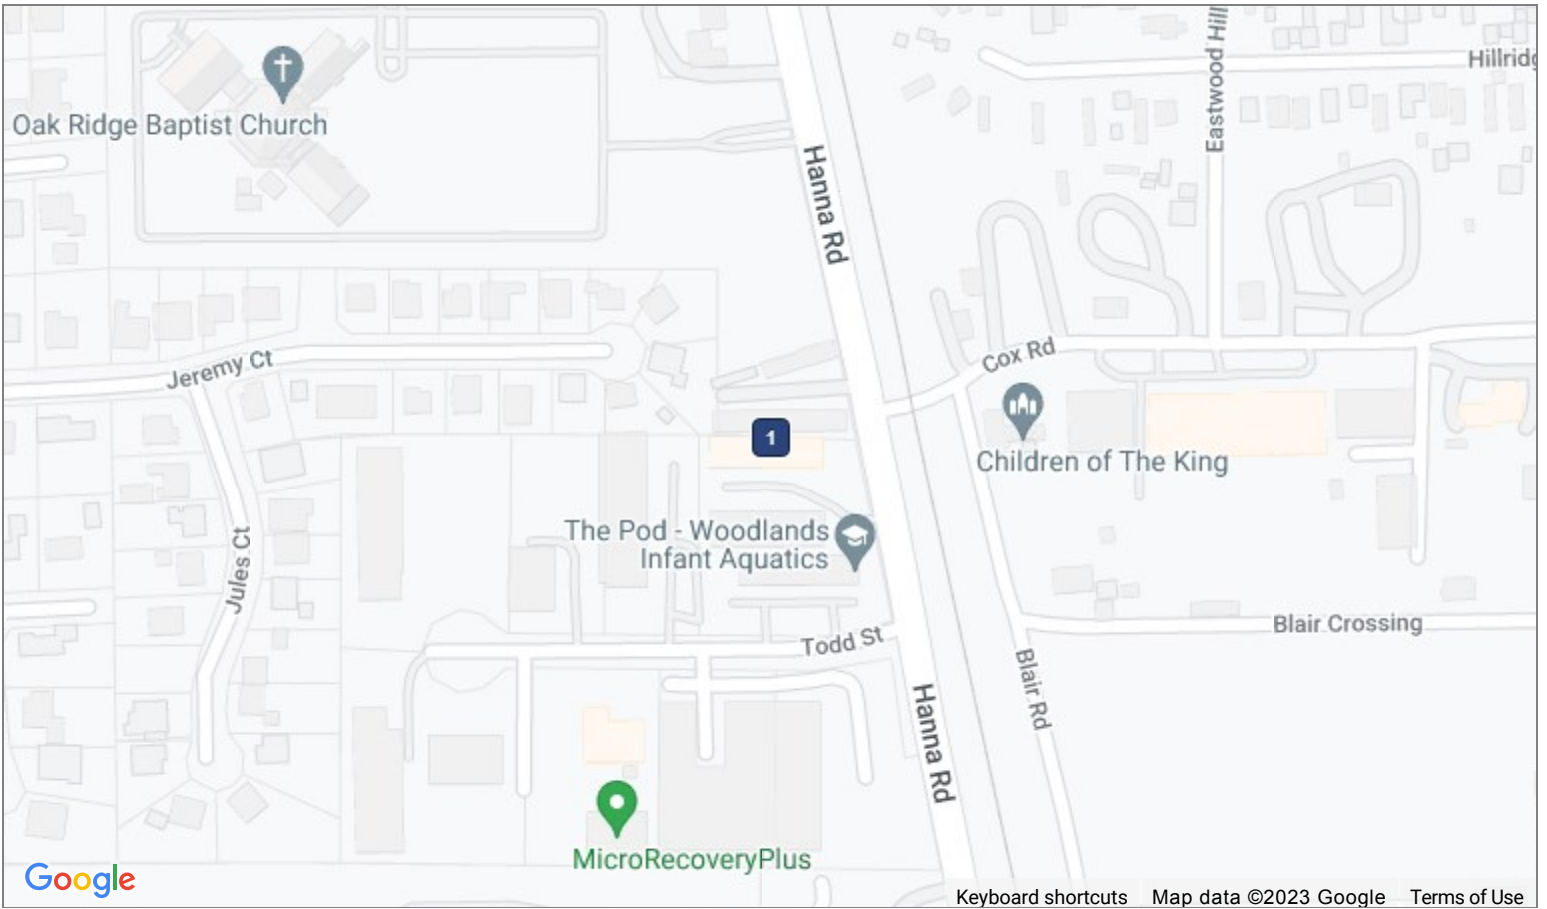 Oak Ridge Baptist Church
Hanna Rd
Eastwood Hill
Hillridg
Jeremy Ct
Cox Rd
1
Children of The King
The Pod - Woodlands
Infant Aquatics
Jules Ct
Todd St
Blair Crossing
Blair Rd
Hanna Rd
MicroRecoveryPlus
Google
Keyboard shortcuts
Map data ©2023 Google
Terms of Use